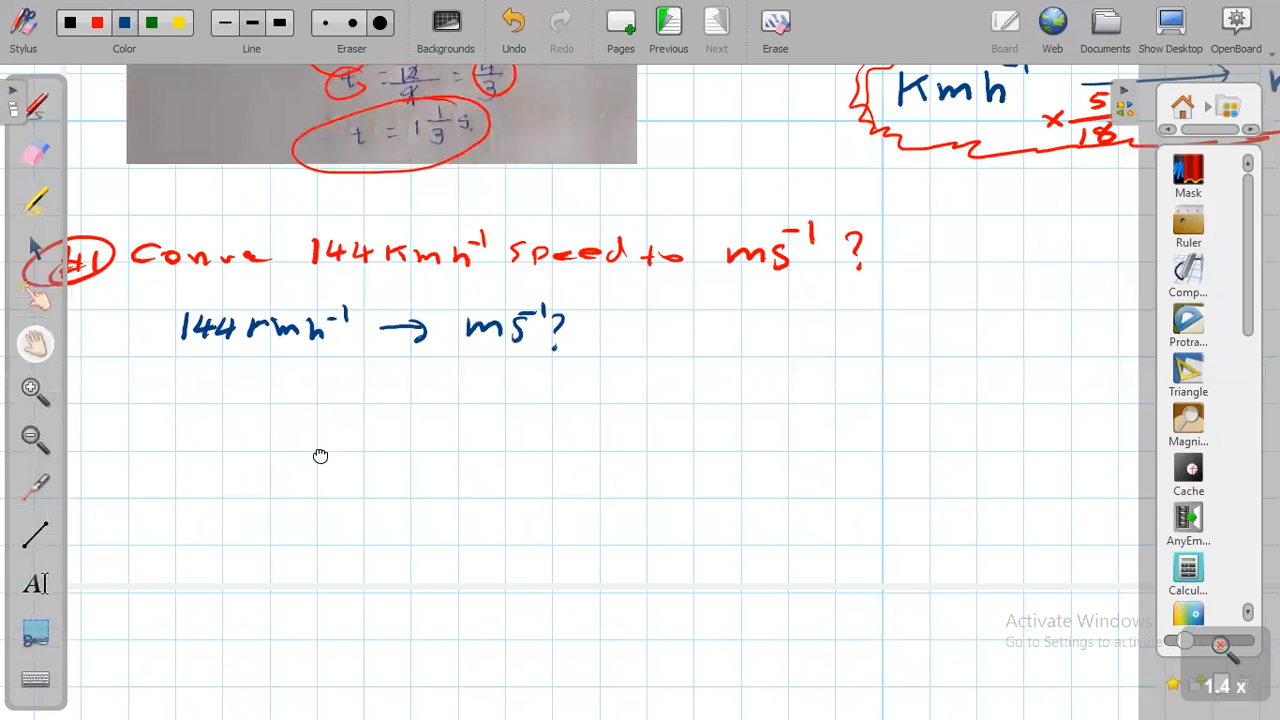 Stylus
Color
Line
Eraser
Backgrounds
Undo
Redo
Pages
Previous
Next
Erase
Board
Web
Documents
Show Desktop
OpenBoard
t = 12/9 = 4/3
t = 1 1/3 s.
Kmh⁻¹
× 5/18
#1 Conve 144Kmh⁻¹ speed to ms⁻¹ ?
144 kmh⁻¹ → ms⁻¹?
Mask
Ruler
Comp...
Protra...
Triangle
Magni...
Cache
AnyEm...
Calcul...
Activate Windows
Go to Settings to activate
1.4 x